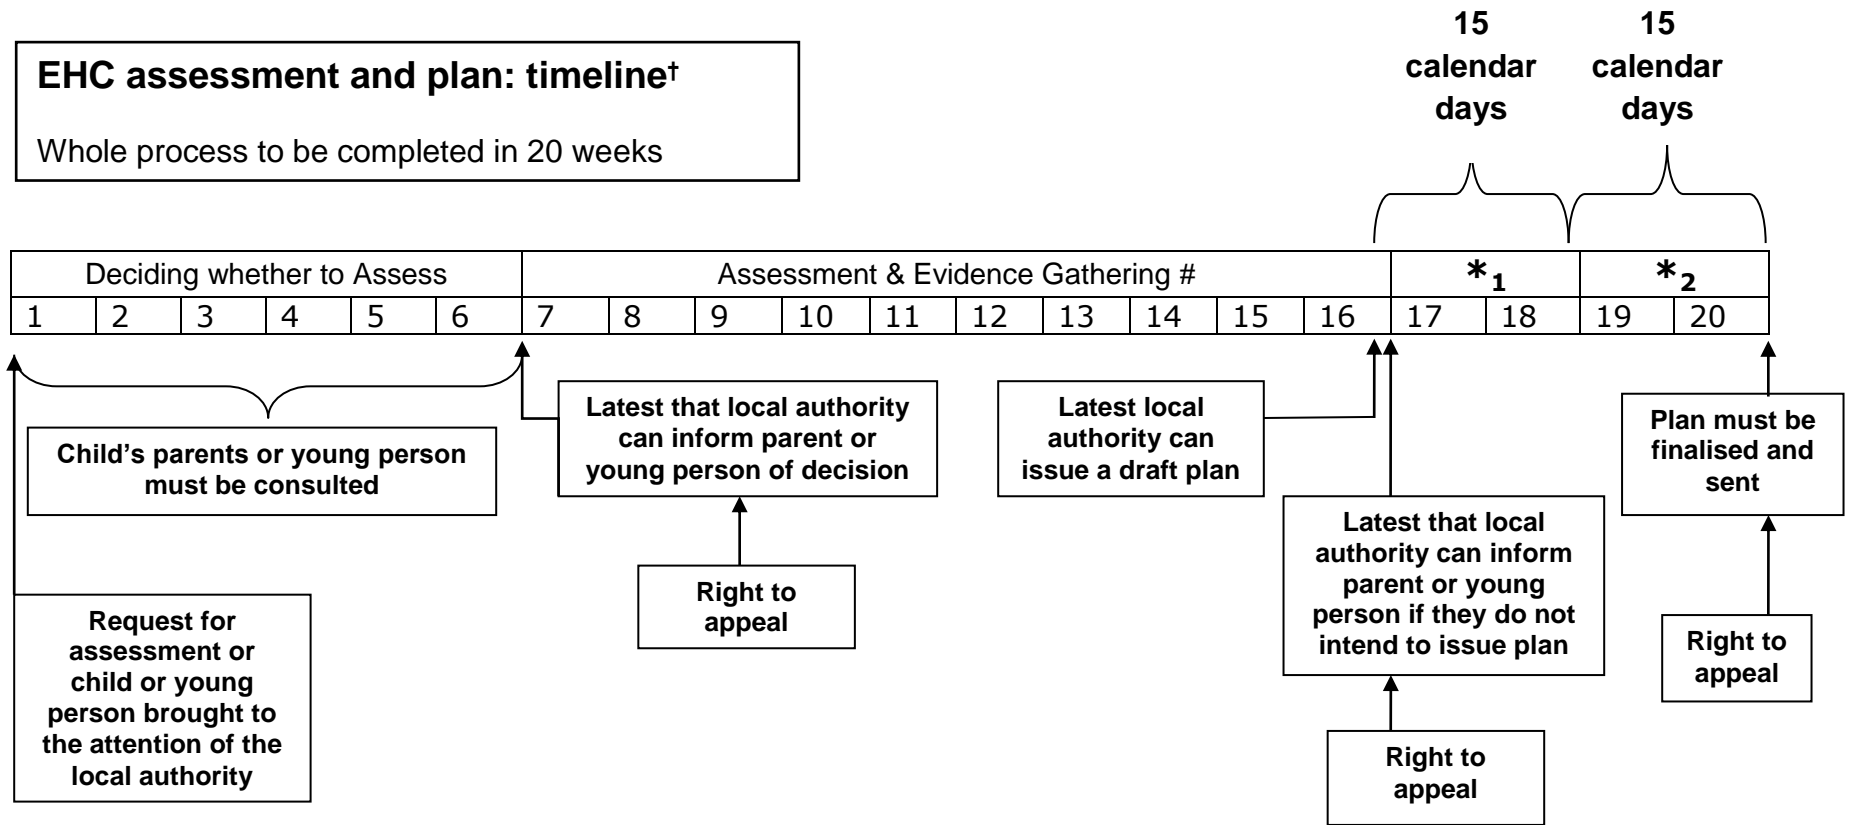 15
calendar
days
15
calendar
days
EHC assessment and plan: timeline†
Whole process to be completed in 20 weeks
Deciding whether to Assess
Assessment & Evidence Gathering #
*1
*2
1 2 3 4 5 6 7 8 9 10 11 12 13 14 15 16 17 18 19 20
Child’s parents or young person
must be consulted
Latest that local authority
can inform parent or
young person of decision
Latest local
authority can
issue a draft plan
Plan must be
finalised and
sent
Latest that local
authority can inform
parent or young
person if they do not
intend to issue plan
Right to
appeal
Request for
assessment or
child or young
person brought to
the attention of the
local authority
Right to
appeal
Right to
appeal